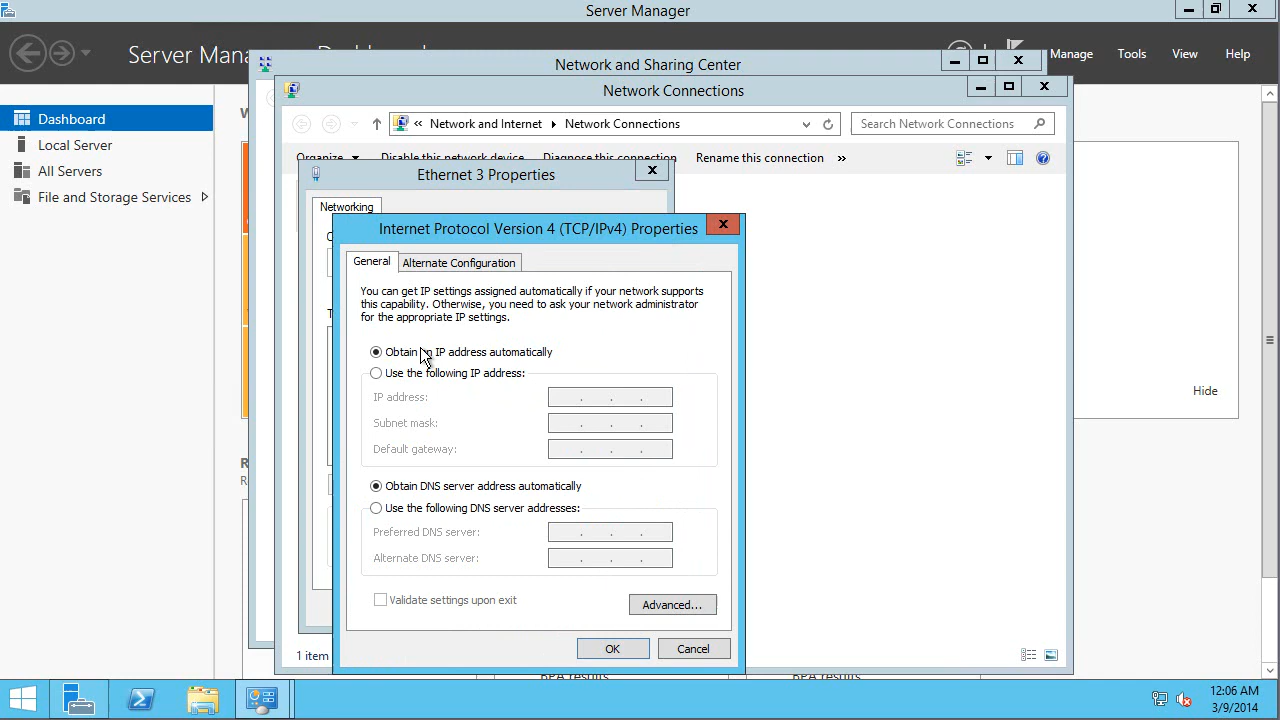 Server Manager
Manage
Tools
View
Help
Network and Sharing Center
Network Connections
Network and Internet
Network Connections
Search Network Connections
Organize
Disable this network device
Diagnose this connection
Rename this connection
»
Dashboard
Local Server
All Servers
File and Storage Services
Ethernet 3 Properties
Networking
Internet Protocol Version 4 (TCP/IPv4) Properties
General
Alternate Configuration
You can get IP settings assigned automatically if your network supports
this capability. Otherwise, you need to ask your network administrator
for the appropriate IP settings.
Obtain an IP address automatically
Use the following IP address:
IP address:
Subnet mask:
Default gateway:
Obtain DNS server address automatically
Use the following DNS server addresses:
Preferred DNS server:
Alternate DNS server:
Validate settings upon exit
Advanced...
OK
Cancel
Hide
1 item
BPA results
BPA results
12:06 AM
3/9/2014